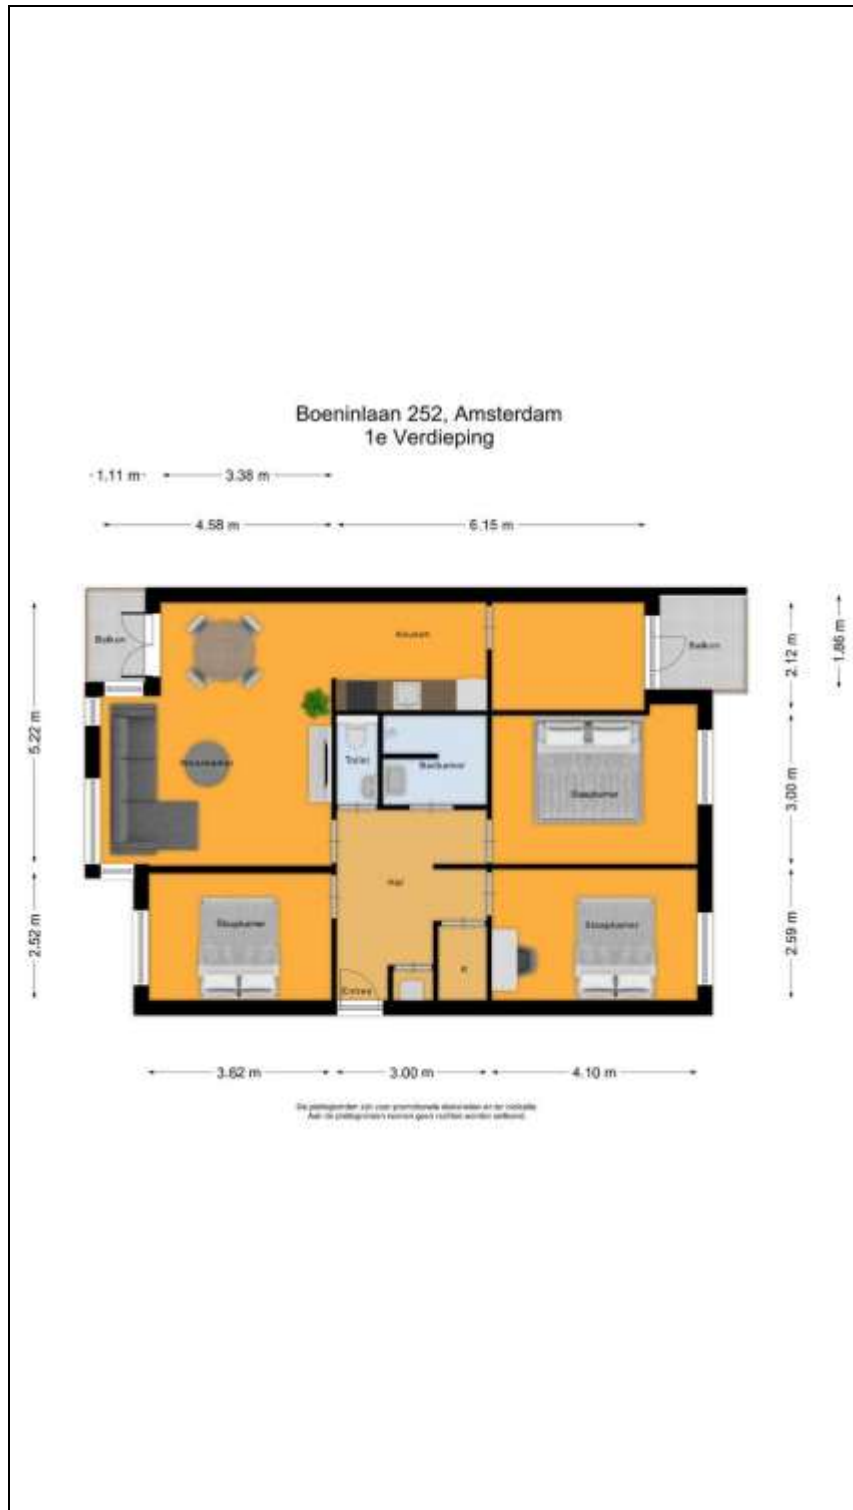 Boeninlaan 252, Amsterdam
1e Verdieping
1.11 m
3.38 m
4.58 m
6.15 m
Balkon
Keuken
Balkon
1.86 m
2.12 m
5.22 m
Toilet
Badkamer
Woonkamer
Slaapkamer
3.00 m
Hal
Slaapkamer
Slaapkamer
2.52 m
2.59 m
K
Entree
3.62 m
3.00 m
4.10 m